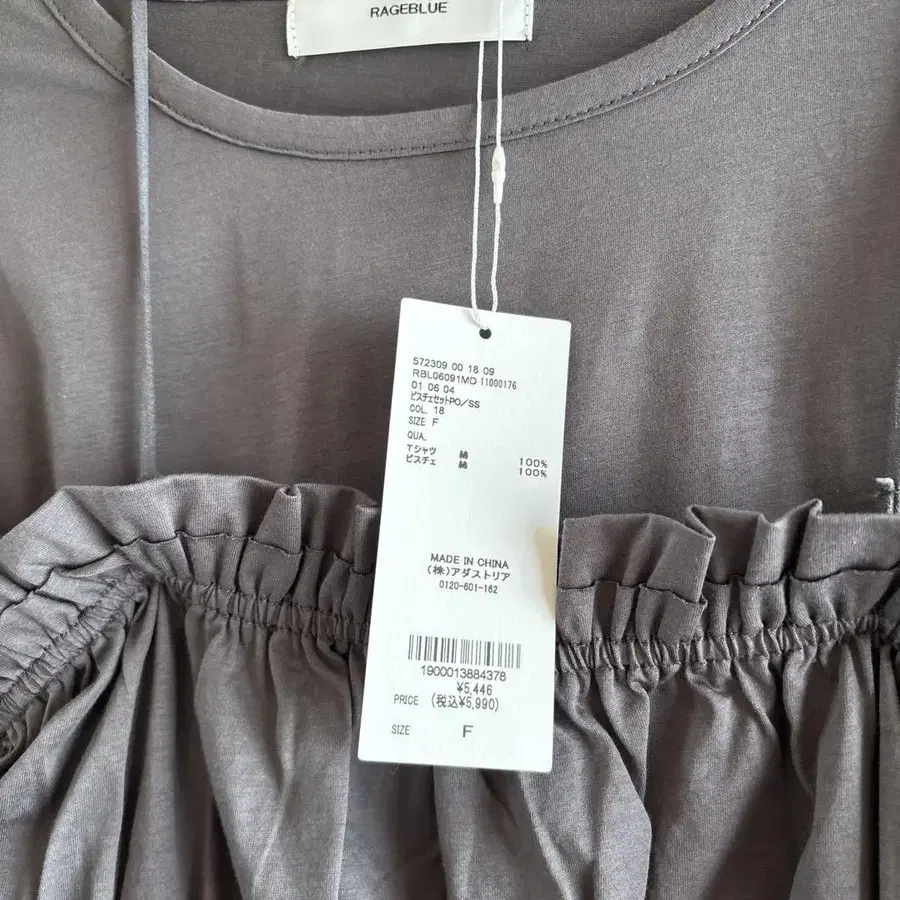 RAGEBLUE
572309 00 18 09
RBL06091MD 11000176
01 06 04
ビスチェセットPO/SS
COL. 18
SIZE F
QUA.
Tシャツ 綿 100%
ビスチェ 綿 100%
MADE IN CHINA
(株)アダストリア
0120-601-162
1900013884378
¥5,446
PRICE (税込¥5,990)
SIZE F